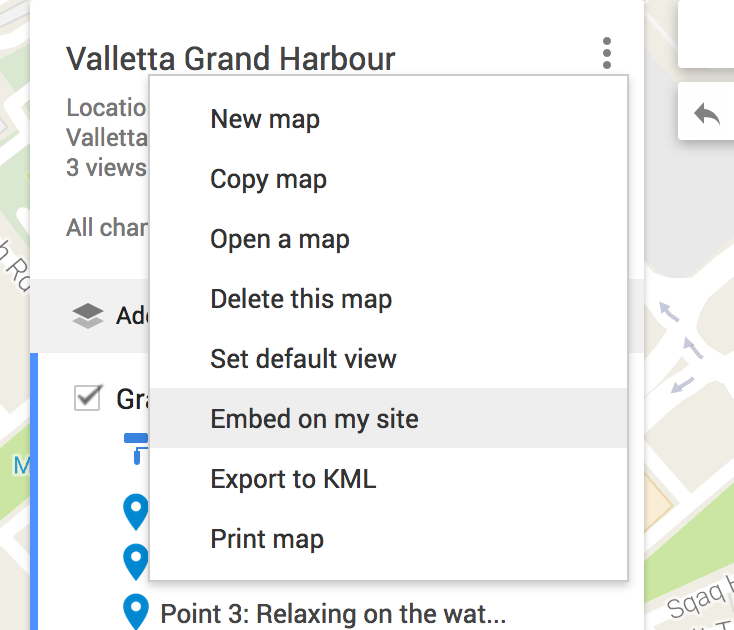 Valletta Grand Harbour
Locatio
Valletta
3 views
All char
Add
Gra
New map
Copy map
Open a map
Delete this map
Set default view
Embed on my site
Export to KML
Print map
Point 3: Relaxing on the wat...
h Rd
M
Sqaq